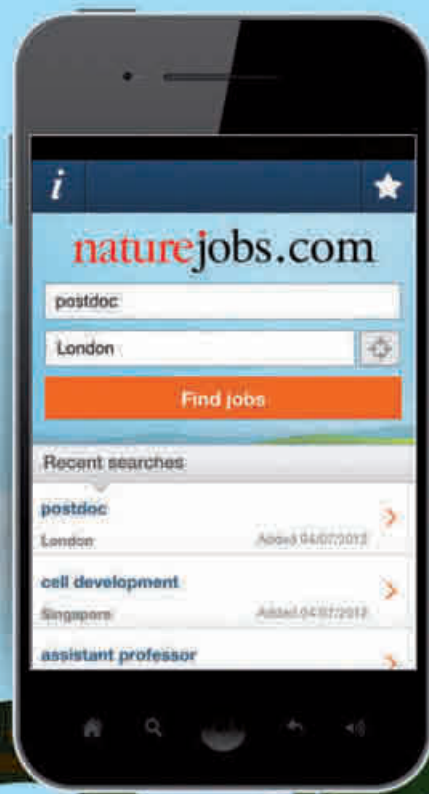 i
naturejobs.com
postdoc
London
Find jobs
Recent searches
postdoc
London Added 04/07/2012
cell development
Singapore Added 04/07/2012
assistant professor